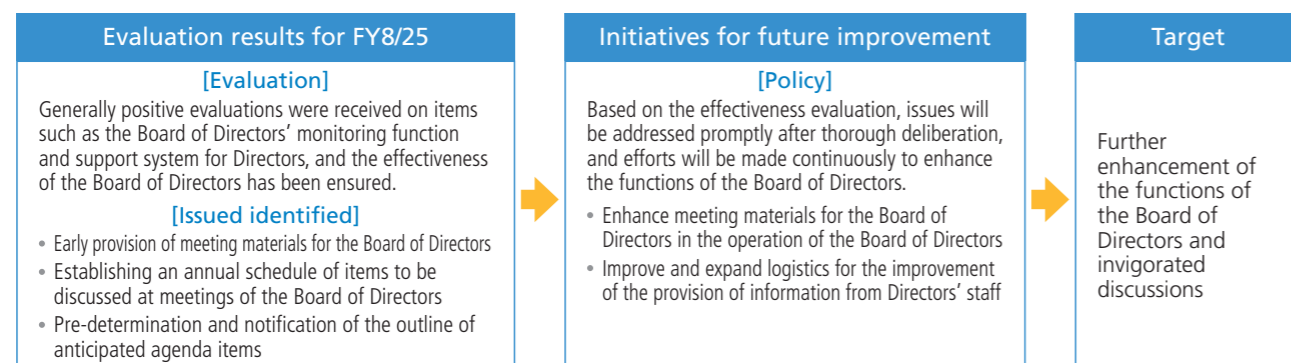 Evaluation results for FY8/25
[Evaluation]
Generally positive evaluations were received on items
such as the Board of Directors' monitoring function
and support system for Directors, and the effectiveness
of the Board of Directors has been ensured.
[Issued identified]
• Early provision of meeting materials for the Board of Directors
• Establishing an annual schedule of items to be
discussed at meetings of the Board of Directors
• Pre-determination and notification of the outline of
anticipated agenda items
Initiatives for future improvement
[Policy]
Based on the effectiveness evaluation, issues will
be addressed promptly after thorough deliberation,
and efforts will be made continuously to enhance
the functions of the Board of Directors.
• Enhance meeting materials for the Board of
Directors in the operation of the Board of Directors
• Improve and expand logistics for the improvement
of the provision of information from Directors' staff
Target
Further
enhancement of
the functions of
the Board of
Directors and
invigorated
discussions